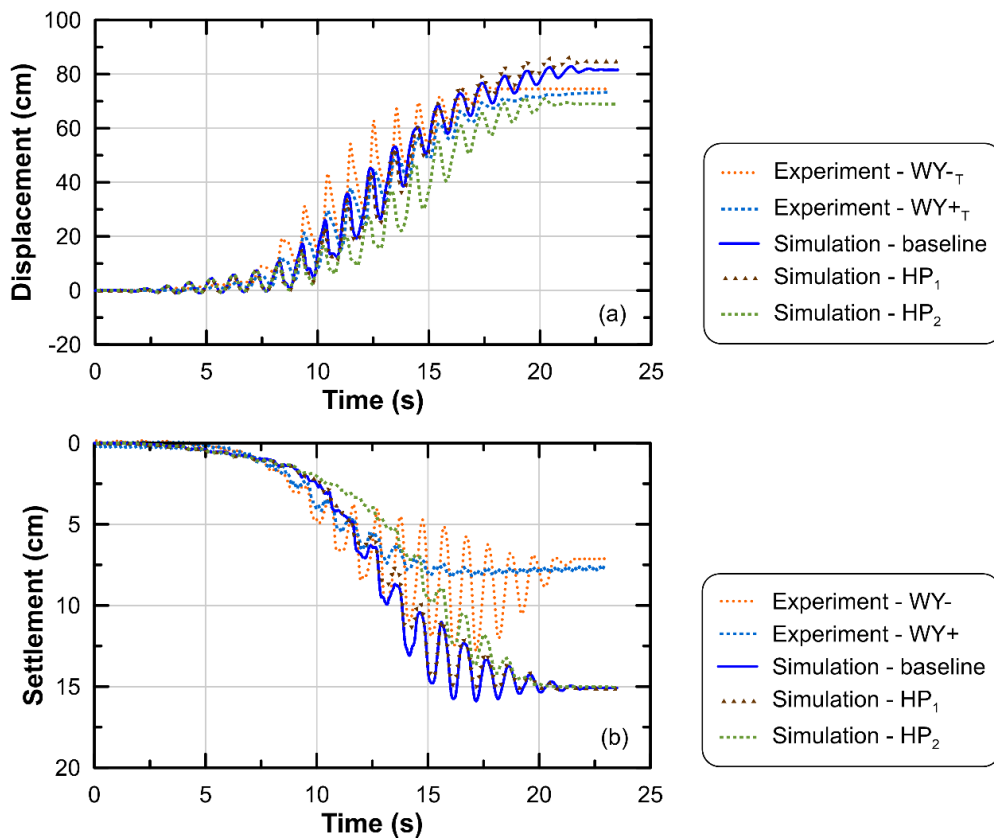 100
80
60
40
20
0
-20
Displacement (cm)
(a)
0 5 10 15 20 25
Time (s)
Experiment - WY-T
Experiment - WY+T
Simulation - baseline
Simulation - HP1
Simulation - HP2
0
5
10
15
20
Settlement (cm)
(b)
0 5 10 15 20 25
Time (s)
Experiment - WY-
Experiment - WY+
Simulation - baseline
Simulation - HP1
Simulation - HP2